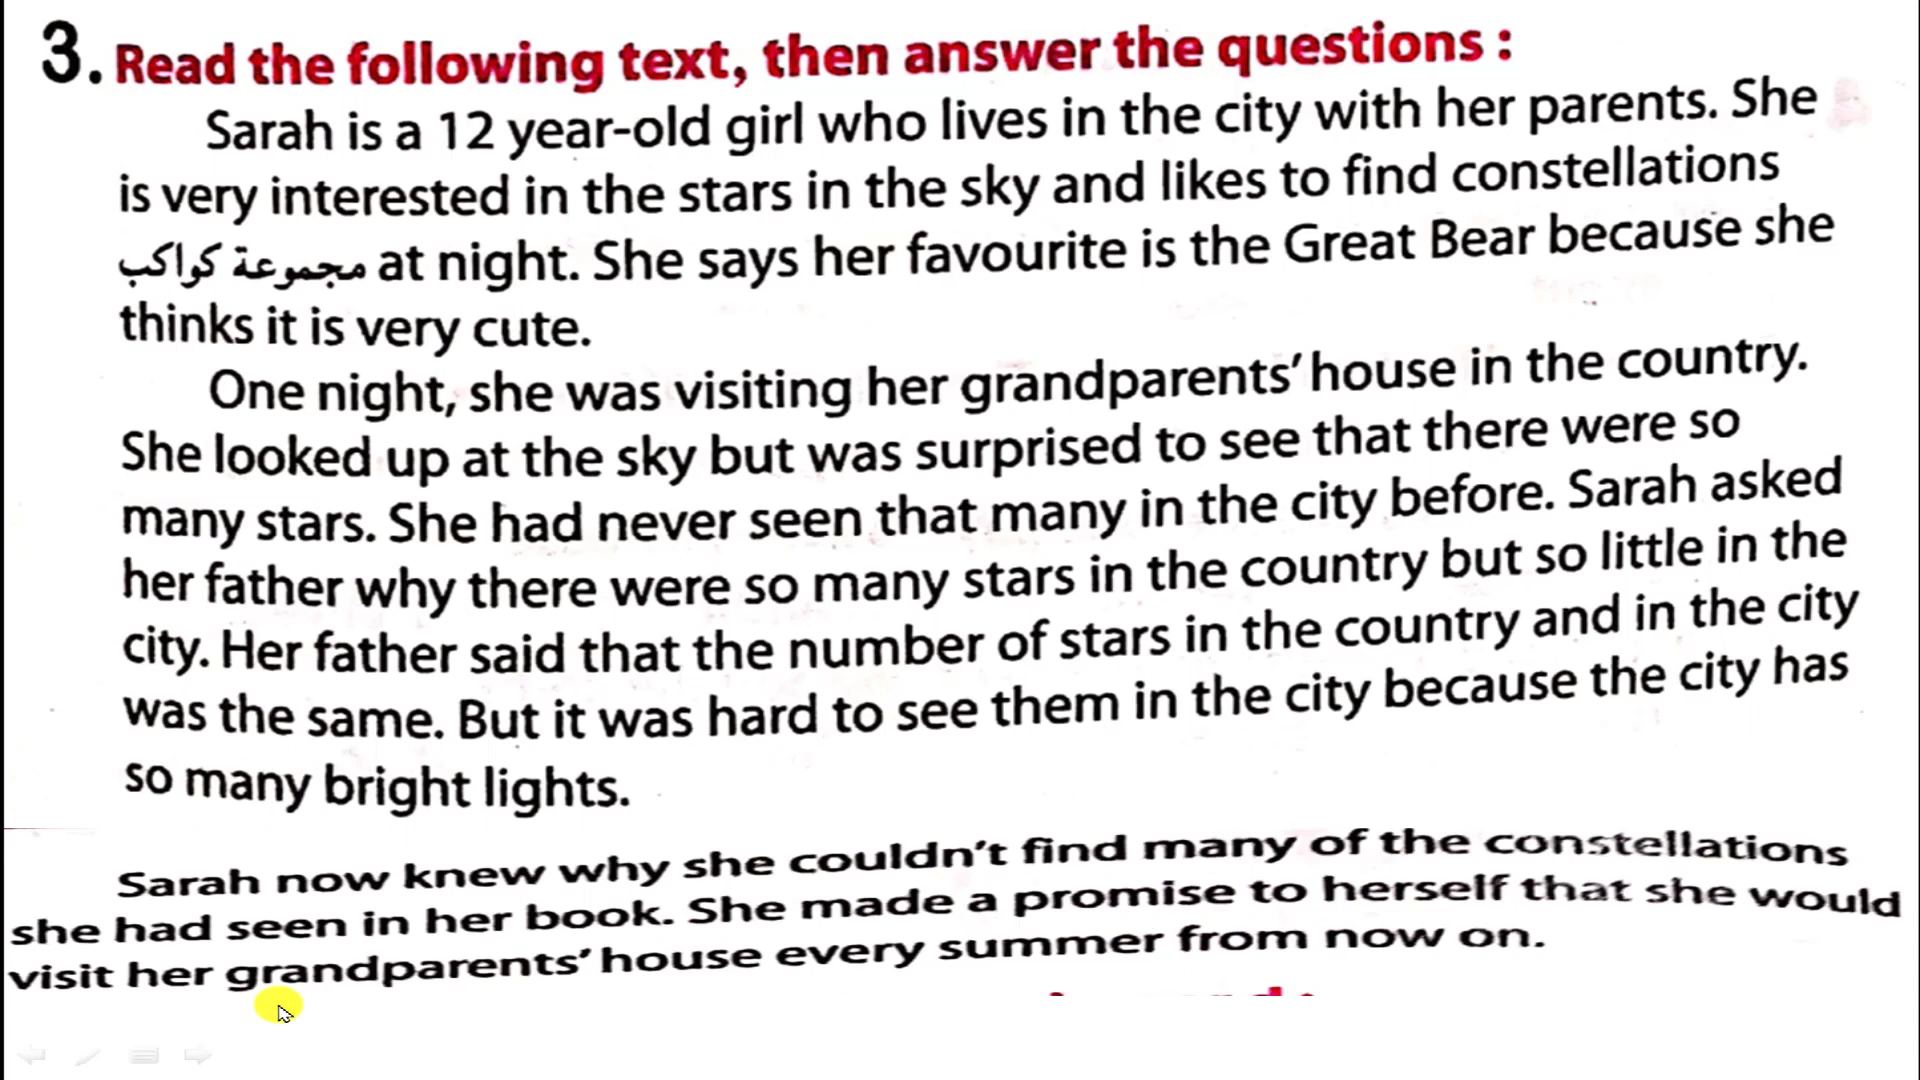 3. Read the following text, then answer the questions :
Sarah is a 12 year-old girl who lives in the city with her parents. She
is very interested in the stars in the sky and likes to find constellations
مجموعة كواكب at night. She says her favourite is the Great Bear because she
thinks it is very cute.
One night, she was visiting her grandparents' house in the country.
She looked up at the sky but was surprised to see that there were so
many stars. She had never seen that many in the city before. Sarah asked
her father why there were so many stars in the country but so little in the
city. Her father said that the number of stars in the country and in the city
was the same. But it was hard to see them in the city because the city has
so many bright lights.
Sarah now knew why she couldn't find many of the constellations
she had seen in her book. She made a promise to herself that she would
visit her grandparents' house every summer from now on.